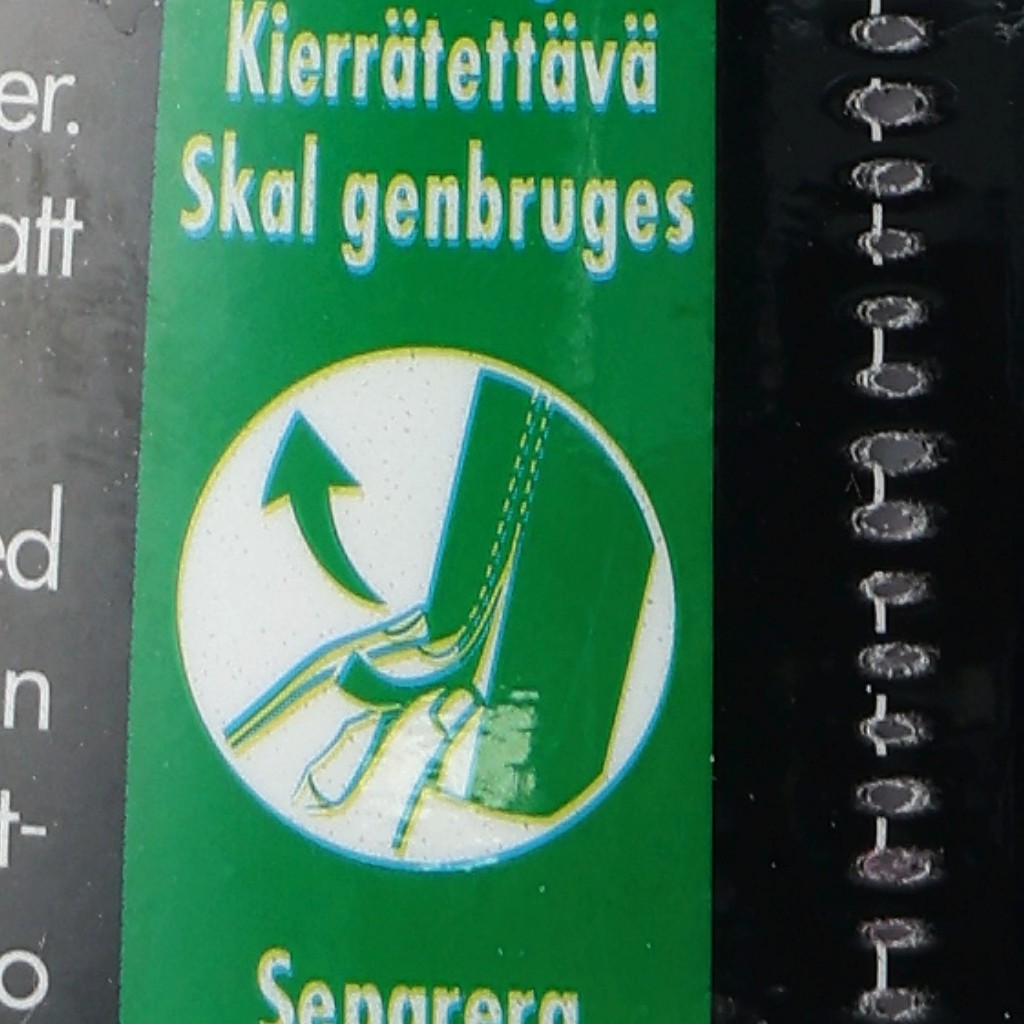 er.
att
ed
n
t-
o
Kierrätettävä
Skal genbruges
Separera